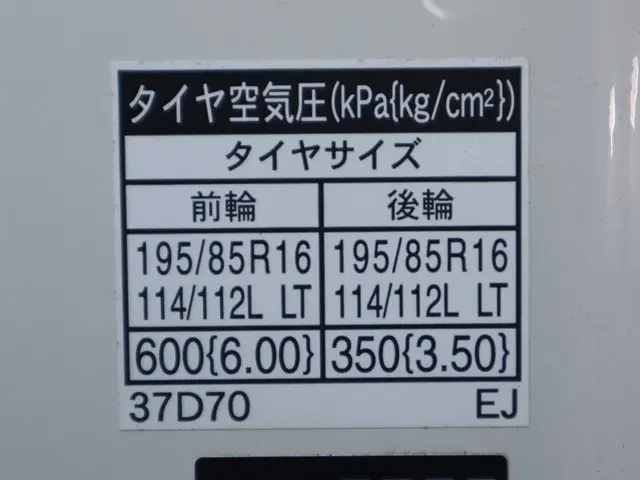 タイヤ空気圧(kPa{kg/cm²})
タイヤサイズ
前輪 後輪
195/85R16 195/85R16
114/112L LT 114/112L LT
600{6.00} 350{3.50}
37D70 EJ